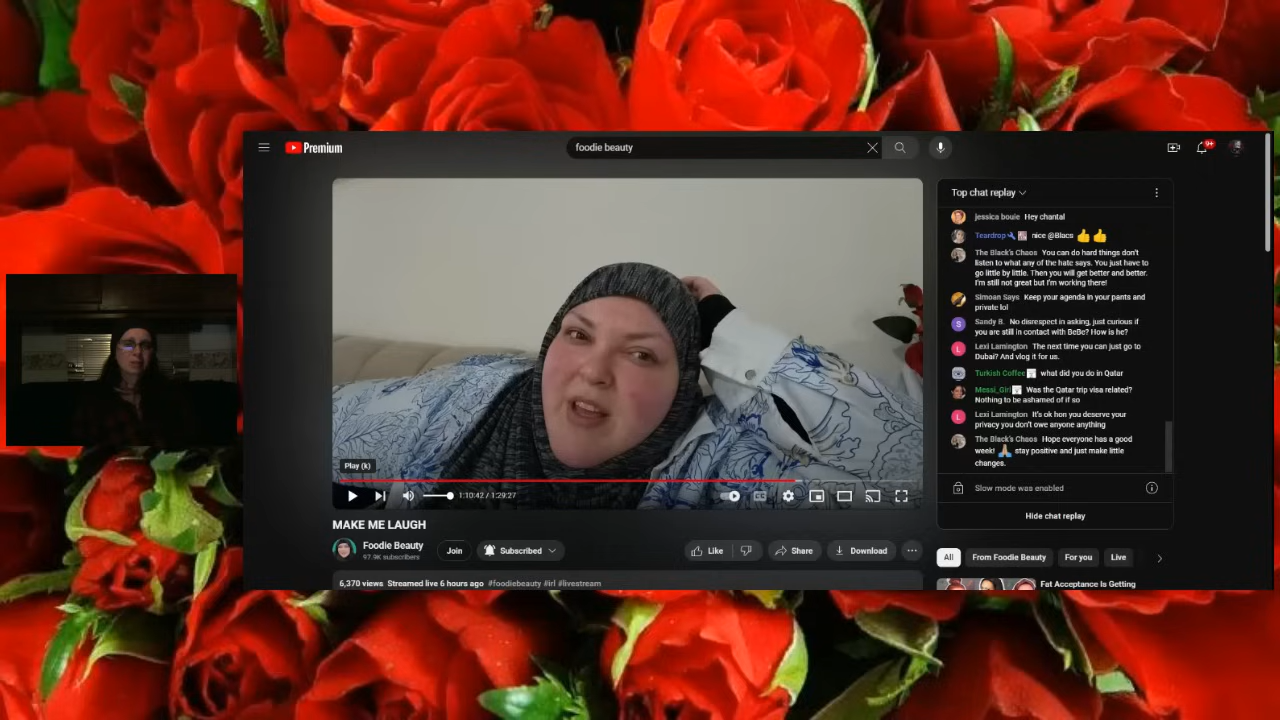 Premium
foodie beauty
9+
Top chat replay
jessica bouie Hey chantal
Teardrop nice @Blacs
The Black's Chaos You can do hard things don't
listen to what any of the hate says. You just have to
go little by little. Then you will get better and better.
I'm still not great but I'm working there!
Simoan Says Keep your agenda in your pants and
private lol
S
Sandy B. No disrespect in asking, just curious if
you are still in contact with BeBe? How is he?
L
Lexi Lamington The next time you can just go to
Dubai? And vlog it for us.
Turkish Coffee what did you do in Qatar
Messi_Girl Was the Qatar trip visa related?
Nothing to be ashamed of if so
L
Lexi Lamington It's ok hon you deserve your
privacy you don't owe anyone anything
The Black's Chaos Hope everyone has a good
week! stay positive and just make little
changes.
Slow mode was enabled
Hide chat replay
Play (k)
1:10:42 / 1:29:27
MAKE ME LAUGH
Foodie Beauty
97.9K subscribers
Join
Subscribed
Like
Share
Download
6,370 views Streamed live 6 hours ago #foodiebeauty #irl #livestream
All
From Foodie Beauty
For you
Live
Fat Acceptance Is Getting